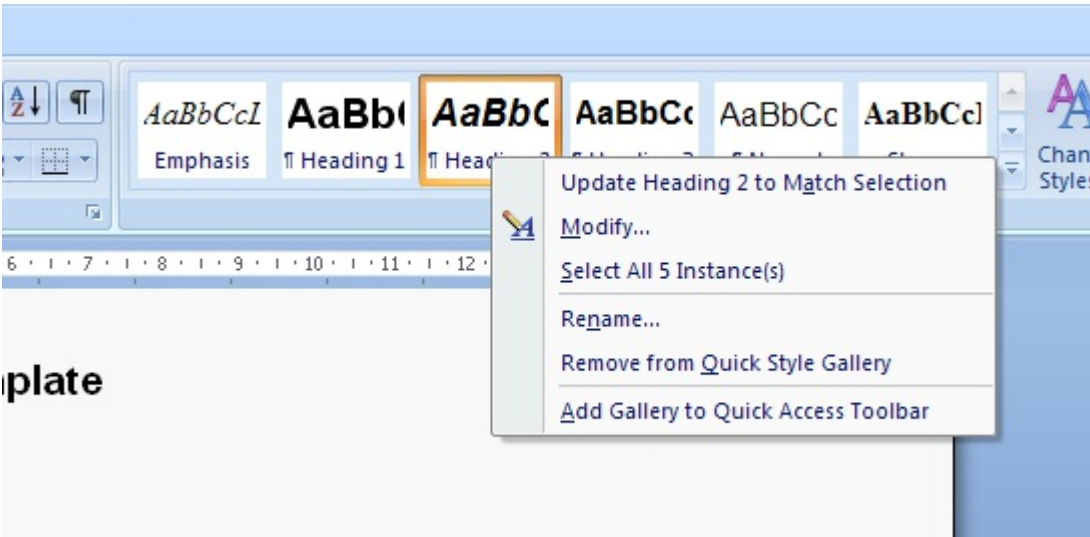 AaBbCcI AaBb( AaBbC AaBbCc AaBbCc AaBbCcl
Emphasis ¶ Heading 1
Chan
Styles
Update Heading 2 to Match Selection
Modify...
Select All 5 Instance(s)
Rename...
Remove from Quick Style Gallery
Add Gallery to Quick Access Toolbar
6 · 7 · 8 · 9 · 10 · 11 · 12
plate